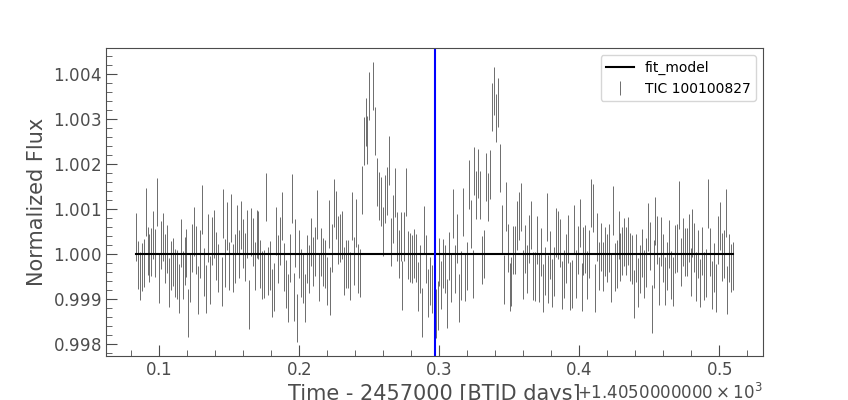 Normalized Flux
1.004
1.003
1.002
1.001
1.000
0.999
0.998
fit_model
TIC 100100827
0.1 0.2 0.3 0.4 0.5
Time - 2457000 [BTJD days]
+1.4050000000 × 10³